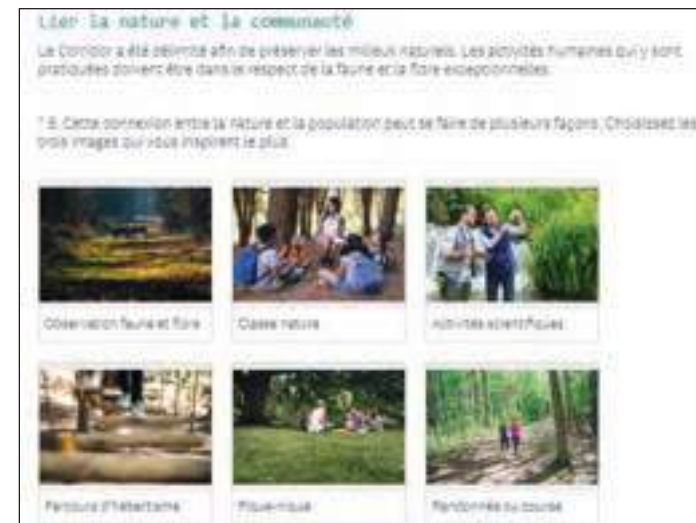 Lier la nature et la communauté
Le Corridor a été délimité afin de préserver les milieux naturels. Les activités humaines qui y sont
pratiquées doivent être dans le respect de la faune et la flore exceptionnelles.
* 8. Cette connexion entre la nature et la population peut se faire de plusieurs façons. Choisissez les
trois images qui vous inspirent le plus.
Observation faune et flore
Classe nature
Activités scientifiques
Parcours d'hébertisme
Pique-nique
Randonnée ou course